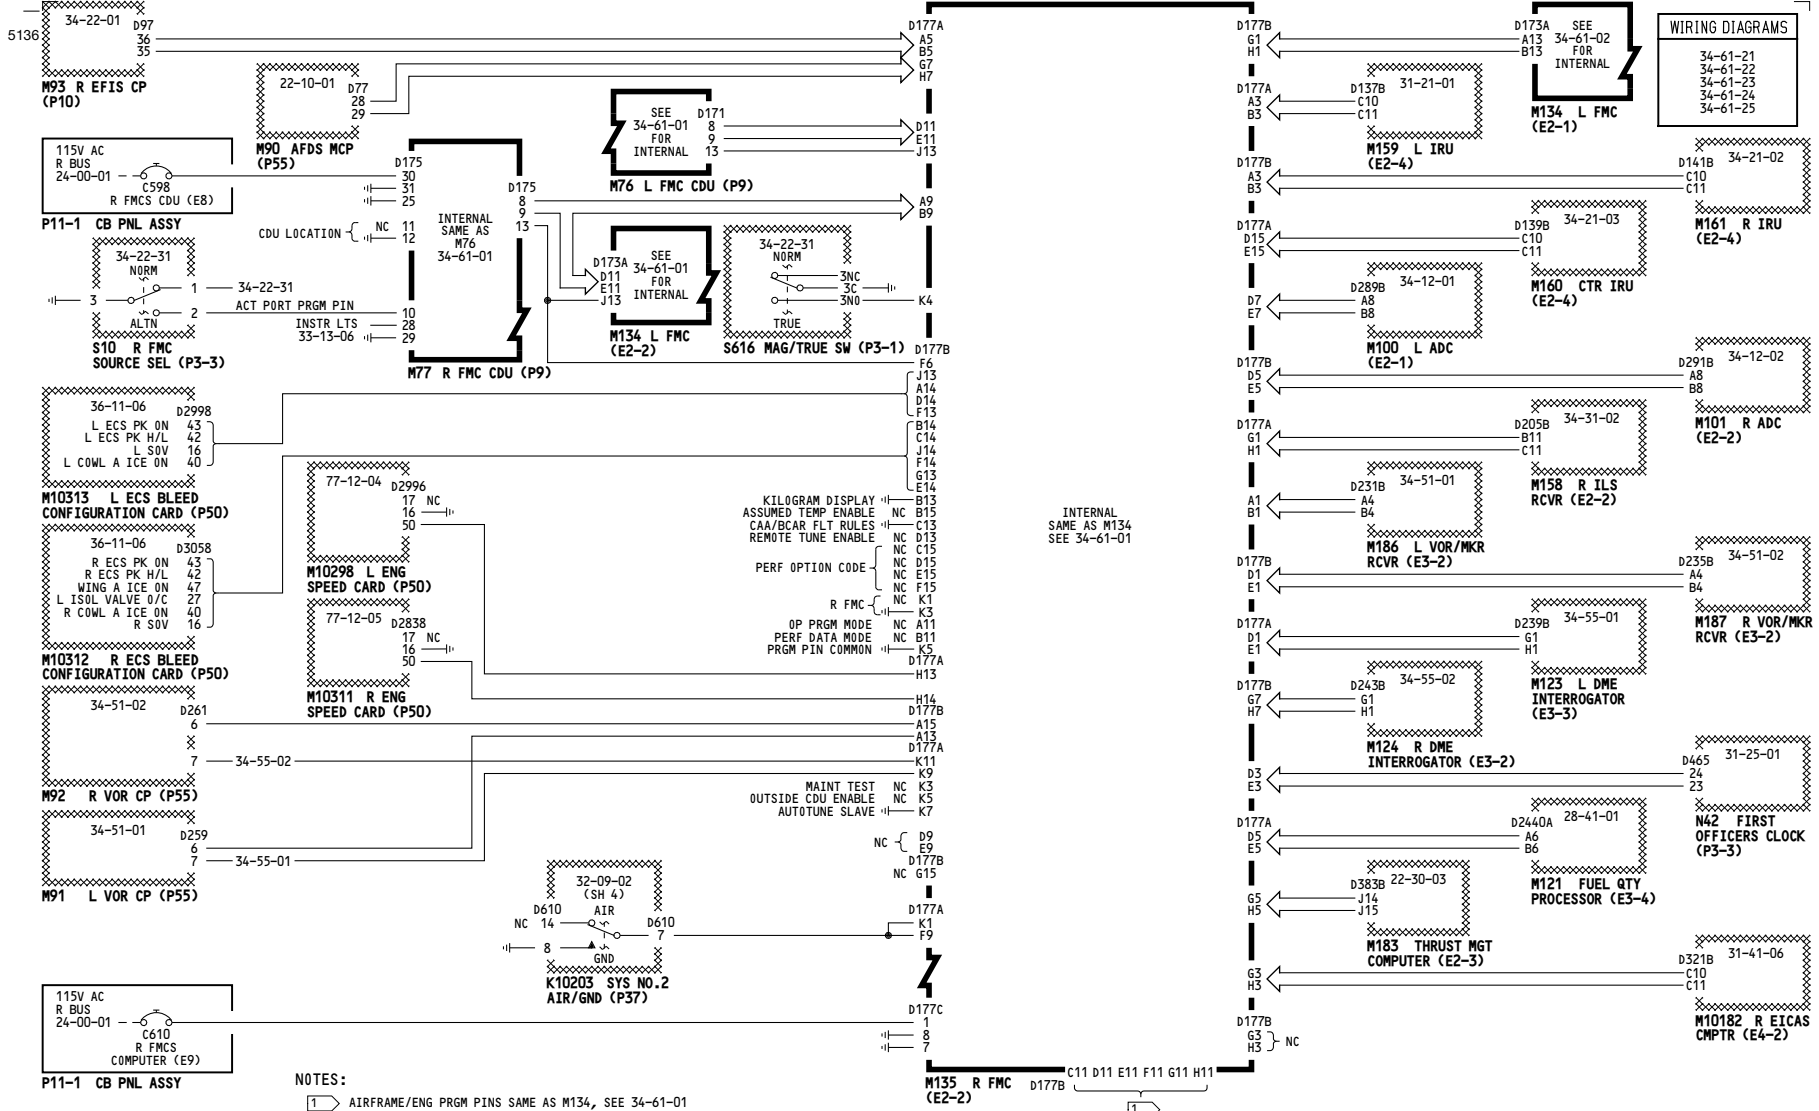 5136
34-22-01
D97
36
35
M93 R EFIS CP
(P10)
22-10-01
D77
28
29
M90 AFDS MCP
(P55)
115V AC
R BUS
24-00-01
C598
R FMCS CDU (E8)
P11-1 CB PNL ASSY
34-22-31
NORM
3
1
34-22-31
2
ACT PORT PRGM PIN
ALTN
S10 R FMC
SOURCE SEL (P3-3)
D175
30
31
25
CDU LOCATION
NC 11
12
10
INSTR LTS 28
33-13-06 29
INTERNAL
SAME AS
M76
34-61-01
D175
8
9
13
M77 R FMC CDU (P9)
SEE
34-61-01
FOR
INTERNAL
D171
8
9
13
M76 L FMC CDU (P9)
D173A
D11
E11
J13
SEE
34-61-01
FOR
INTERNAL
M134 L FMC
(E2-2)
34-22-31
NORM
3NC
3C
3NO
TRUE
S616 MAG/TRUE SW (P3-1)
36-11-06
D2998
L ECS PK ON 43
L ECS PK H/L 42
L SOV 16
L COWL A ICE ON 40
M10313 L ECS BLEED
CONFIGURATION CARD (P50)
36-11-06
D3058
R ECS PK ON 43
R ECS PK H/L 42
WING A ICE ON 47
L ISOL VALVE O/C 27
R COWL A ICE ON 40
R SOV 16
M10312 R ECS BLEED
CONFIGURATION CARD (P50)
77-12-04
D2996
17 NC
16
50
M10298 L ENG
SPEED CARD (P50)
77-12-05
D2838
17 NC
16
50
M10311 R ENG
SPEED CARD (P50)
34-51-02
D261
6
7
34-55-02
M92 R VOR CP (P55)
34-51-01
D259
6
7
34-55-01
M91 L VOR CP (P55)
32-09-02
(SH 4)
D610
AIR
NC 14
8
GND
D610
7
K10203 SYS NO.2
AIR/GND (P37)
115V AC
R BUS
24-00-01
C610
R FMCS
COMPUTER (E9)
P11-1 CB PNL ASSY
D177A
A5
B5
G7
H7
D11
E11
J13
A9
B9
K4
D177B
F6
J13
A14
D14
F13
B14
C14
J14
F14
G13
E14
KILOGRAM DISPLAY B13
ASSUMED TEMP ENABLE NC B15
CAA/BCAR FLT RULES C13
REMOTE TUNE ENABLE NC D13
PERF OPTION CODE
NC C15
NC D15
NC E15
NC F15
R FMC
NC K1
K3
OP PRGM MODE NC A11
PERF DATA MODE NC B11
PRGM PIN COMMON K5
D177A
H13
H14
D177B
A15
A13
D177A
K11
K9
MAINT TEST NC K3
OUTSIDE CDU ENABLE NC K5
AUTOTUNE SLAVE K7
NC
D9
E9
D177B
NC G15
D177A
K1
F9
D177C
1
8
7
INTERNAL
SAME AS M134
SEE 34-61-01
M135 R FMC
(E2-2)
D177B
C11 D11 E11 F11 G11 H11
1
D177B
G1
H1
D177A
A3
B3
D177B
A3
B3
D177A
D15
E15
D7
E7
D177B
D5
E5
D177A
G1
H1
A1
B1
D177B
D1
E1
D177A
D1
E1
D177B
G7
H7
D3
E3
D177A
D5
E5
G5
H5
G3
H3
D177B
G3
H3
NC
D173A
A13
B13
SEE
34-61-02
FOR
INTERNAL
M134 L FMC
(E2-1)
WIRING DIAGRAMS
34-61-21
34-61-22
34-61-23
34-61-24
34-61-25
D137B
C10
C11
31-21-01
M159 L IRU
(E2-4)
D141B
C10
C11
34-21-02
M161 R IRU
(E2-4)
D139B
C10
C11
34-21-03
M160 CTR IRU
(E2-4)
D289B
A8
B8
34-12-01
M100 L ADC
(E2-1)
D291B
A8
B8
34-12-02
M101 R ADC
(E2-2)
D205B
B11
C11
34-31-02
M158 R ILS
RCVR (E2-2)
D231B
A4
B4
34-51-01
M186 L VOR/MKR
RCVR (E3-2)
D235B
A4
B4
34-51-02
M187 R VOR/MKR
RCVR (E3-2)
D239B
G1
H1
34-55-01
M123 L DME
INTERROGATOR
(E3-3)
D243B
G1
H1
34-55-02
M124 R DME
INTERROGATOR (E3-2)
D465
24
23
31-25-01
N42 FIRST
OFFICERS CLOCK
(P3-3)
D2440A
A6
B6
28-41-01
M121 FUEL QTY
PROCESSOR (E3-4)
D383B
J14
J15
22-30-03
M183 THRUST MGT
COMPUTER (E2-3)
D321B
C10
C11
31-41-06
M10182 R EICAS
CMPTR (E4-2)
NOTES:
1 AIRFRAME/ENG PRGM PINS SAME AS M134, SEE 34-61-01